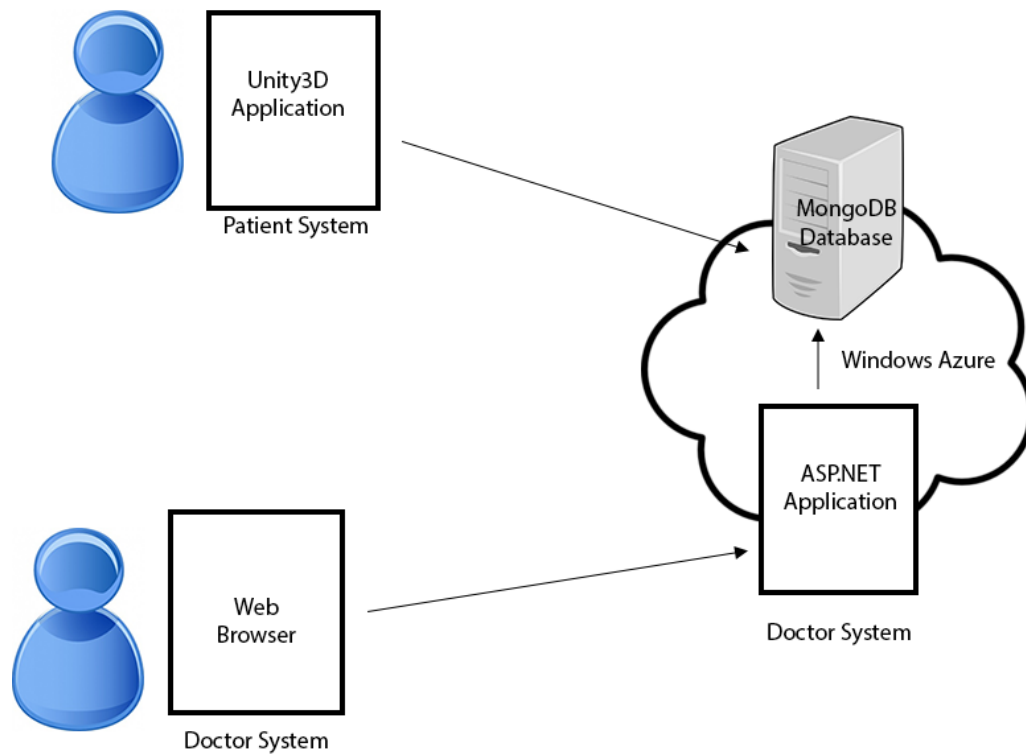 Unity3D
Application
Patient System
MongoDB
Database
Windows Azure
ASP.NET
Application
Doctor System
Web
Browser
Doctor System